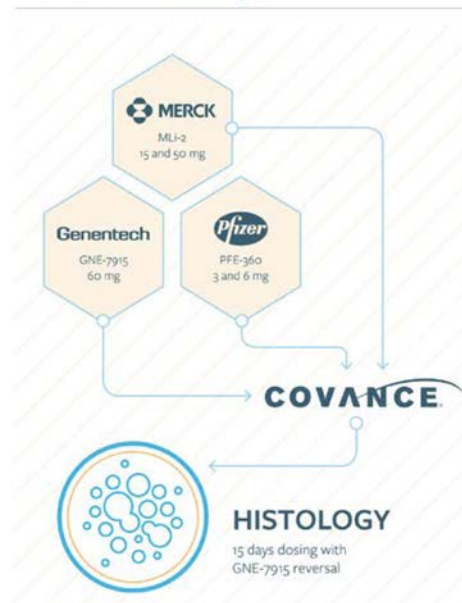 MERCK
MLi-2
15 and 50 mg
Genentech
GNE-7915
60 mg
Pfizer
PFE-360
3 and 6 mg
COVANCE
HISTOLOGY
15 days dosing with
GNE-7915 reversal